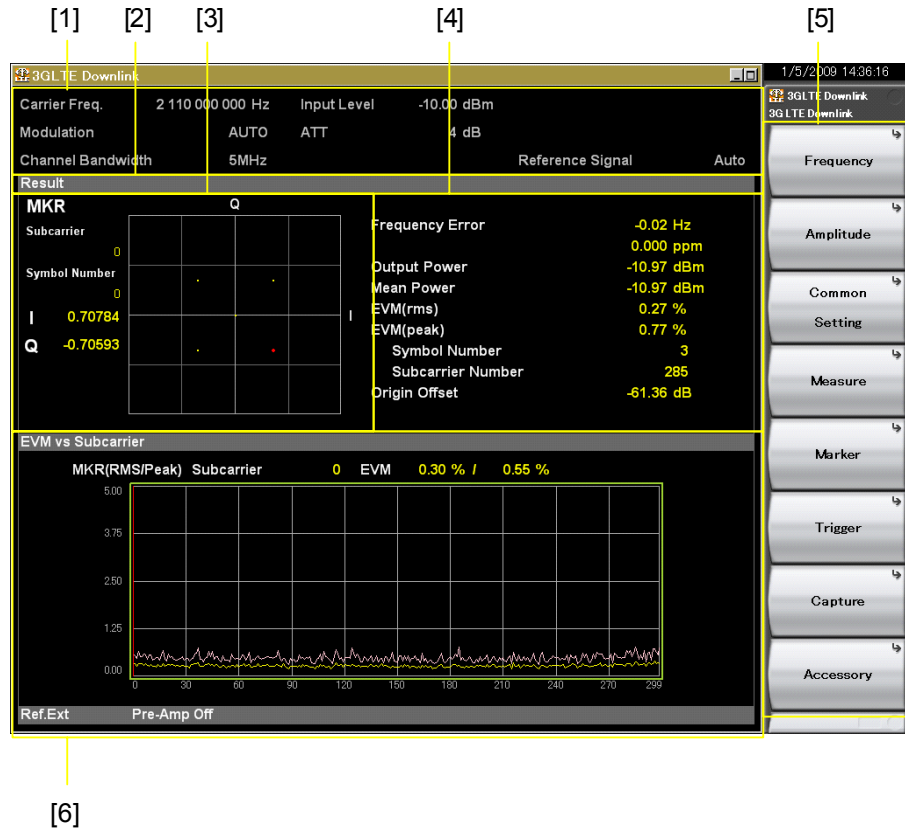 [1] [2] [3] [4] [5]
3GLTE Downlink
1/5/2009 14:36:16
3GLTE Downlink
3GLTE Downlink
Carrier Freq. 2 110 000 000 Hz Input Level -10.00 dBm
Modulation AUTO ATT 4 dB
Channel Bandwidth 5MHz Reference Signal Auto
Result
MKR
Subcarrier
0
Symbol Number
0
I 0.70784
Q -0.70593
Q
I
Frequency Error -0.02 Hz
0.000 ppm
Output Power -10.97 dBm
Mean Power -10.97 dBm
EVM(rms) 0.27 %
EVM(peak) 0.77 %
Symbol Number 3
Subcarrier Number 285
Origin Offset -61.36 dB
EVM vs Subcarrier
MKR(RMS/Peak) Subcarrier 0 EVM 0.30 % / 0.55 %
5.00
3.75
2.50
1.25
0.00
0 30 60 90 120 150 180 210 240 270 299
Ref.Ext Pre-Amp Off
Frequency
Amplitude
Common
Setting
Measure
Marker
Trigger
Capture
Accessory
[6]